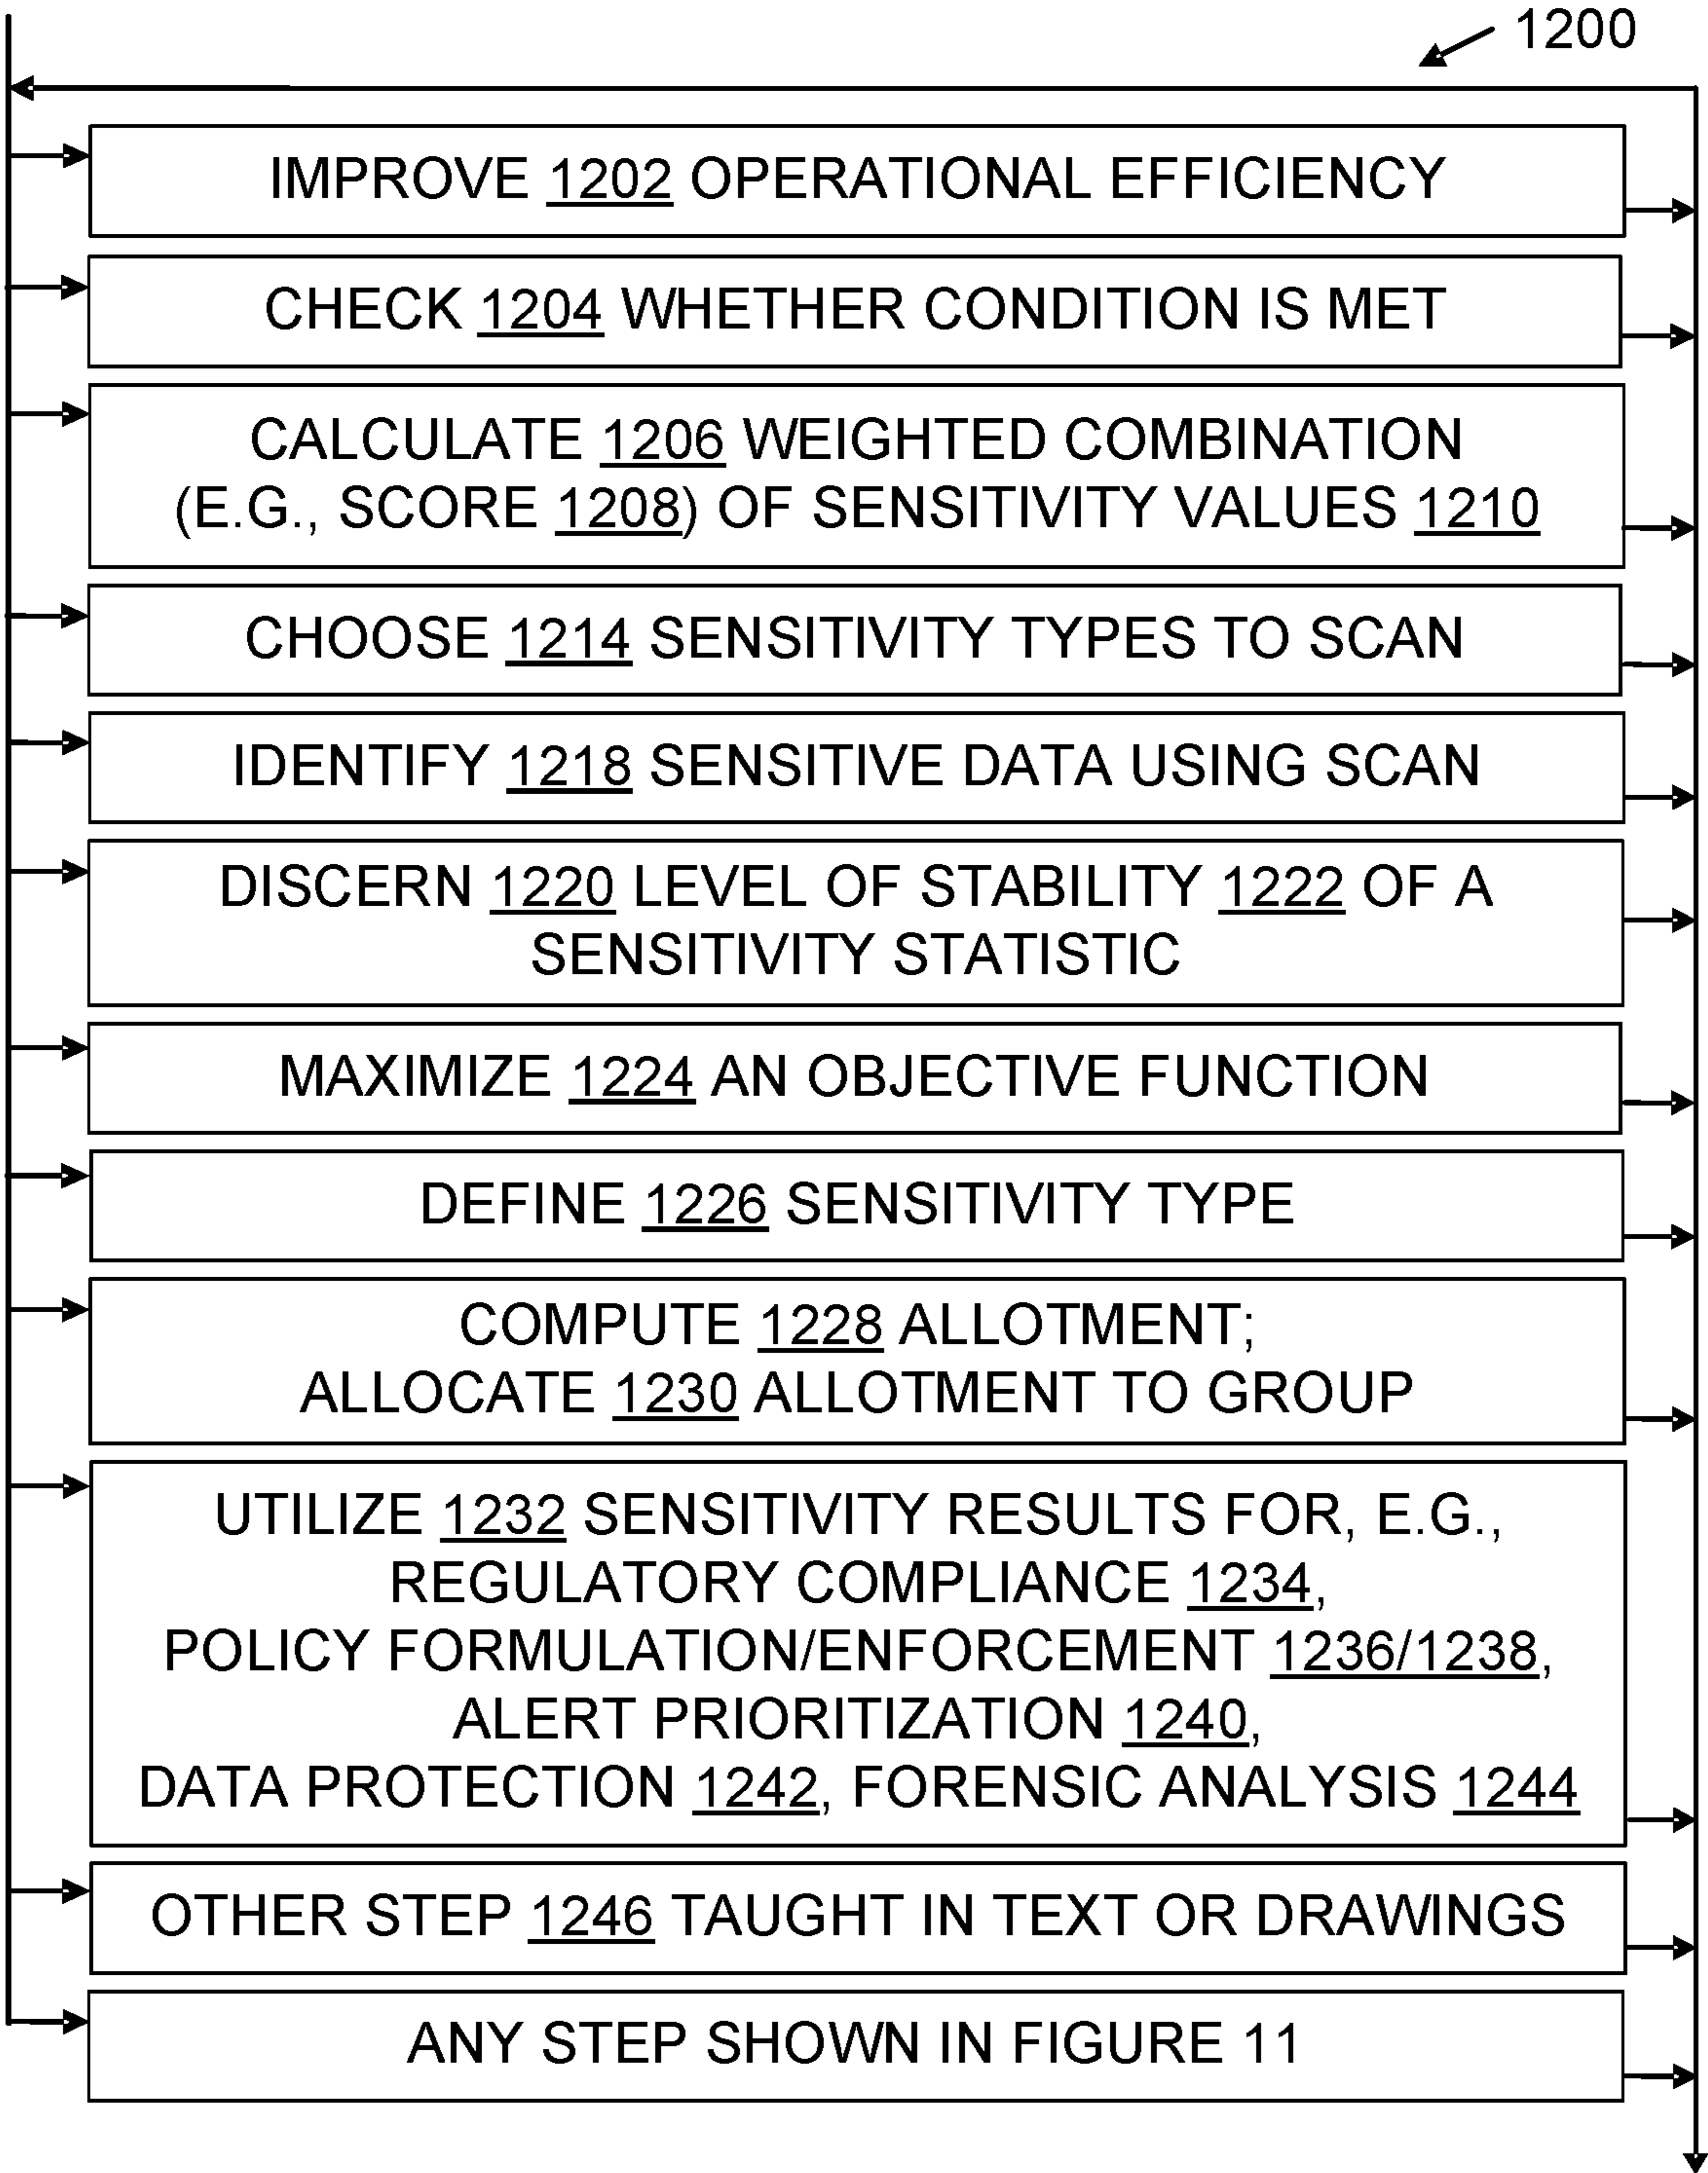 1200
IMPROVE 1202 OPERATIONAL EFFICIENCY
CHECK 1204 WHETHER CONDITION IS MET
CALCULATE 1206 WEIGHTED COMBINATION
(E.G., SCORE 1208) OF SENSITIVITY VALUES 1210
CHOOSE 1214 SENSITIVITY TYPES TO SCAN
IDENTIFY 1218 SENSITIVE DATA USING SCAN
DISCERN 1220 LEVEL OF STABILITY 1222 OF A
SENSITIVITY STATISTIC
MAXIMIZE 1224 AN OBJECTIVE FUNCTION
DEFINE 1226 SENSITIVITY TYPE
COMPUTE 1228 ALLOTMENT;
ALLOCATE 1230 ALLOTMENT TO GROUP
UTILIZE 1232 SENSITIVITY RESULTS FOR, E.G.,
REGULATORY COMPLIANCE 1234,
POLICY FORMULATION/ENFORCEMENT 1236/1238,
ALERT PRIORITIZATION 1240,
DATA PROTECTION 1242, FORENSIC ANALYSIS 1244
OTHER STEP 1246 TAUGHT IN TEXT OR DRAWINGS
ANY STEP SHOWN IN FIGURE 11